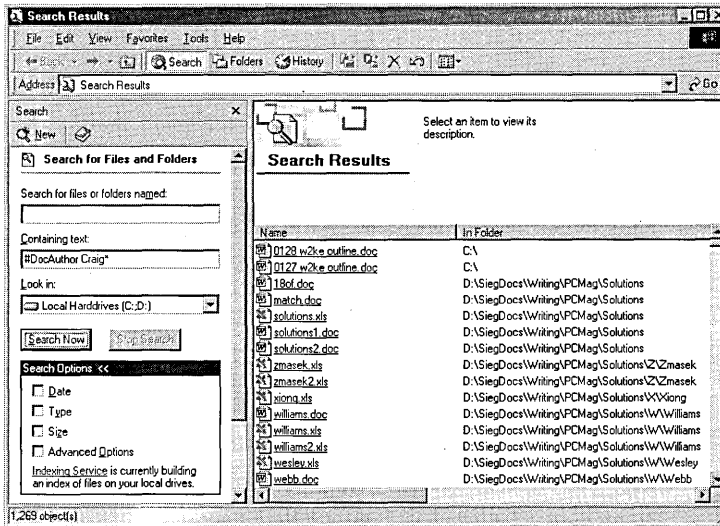 Search Results
File Edit View Favorites Tools Help
Back Search Folders History
Address Search Results Go
Search
New
Search for Files and Folders
Search for files or folders named:
Containing text:
#DocAuthor Craig*
Look in:
Local Harddrives (C:;D:)
Search Now Stop Search
Search Options <<
Date
Type
Size
Advanced Options
Indexing Service is currently building
an index of files on your local drives.
Select an item to view its
description.
Search Results
Name In Folder
0128 w2ke outline.doc C:\
0127 w2ke outline.doc C:\
18of.doc D:\SiegDocs\Writing\PCMag\Solutions
match.doc D:\SiegDocs\Writing\PCMag\Solutions
solutions.xls D:\SiegDocs\Writing\PCMag\Solutions
solutions1.doc D:\SiegDocs\Writing\PCMag\Solutions
solutions2.doc D:\SiegDocs\Writing\PCMag\Solutions
zmasek.xls D:\SiegDocs\Writing\PCMag\Solutions\Z\Zmasek
zmasek2.xls D:\SiegDocs\Writing\PCMag\Solutions\Z\Zmasek
xiong.xls D:\SiegDocs\Writing\PCMag\Solutions\X\Xiong
williams.doc D:\SiegDocs\Writing\PCMag\Solutions\W\Williams
williams.xls D:\SiegDocs\Writing\PCMag\Solutions\W\Williams
williams2.xls D:\SiegDocs\Writing\PCMag\Solutions\W\Williams
wesley.xls D:\SiegDocs\Writing\PCMag\Solutions\W\Wesley
webb.doc D:\SiegDocs\Writing\PCMag\Solutions\W\Webb
1,269 object(s)